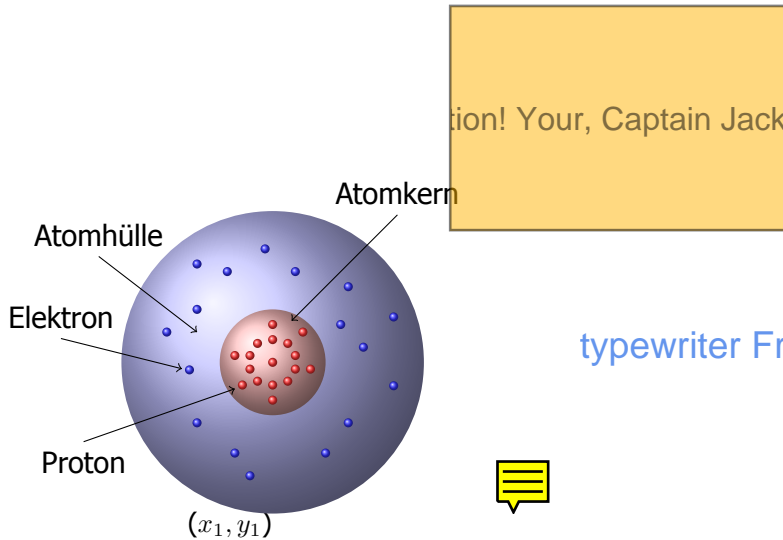 tion! Your, Captain Jack
Atomkern
Atomhülle
Elektron
typewriter Fr
Proton
(x₁, y₁)